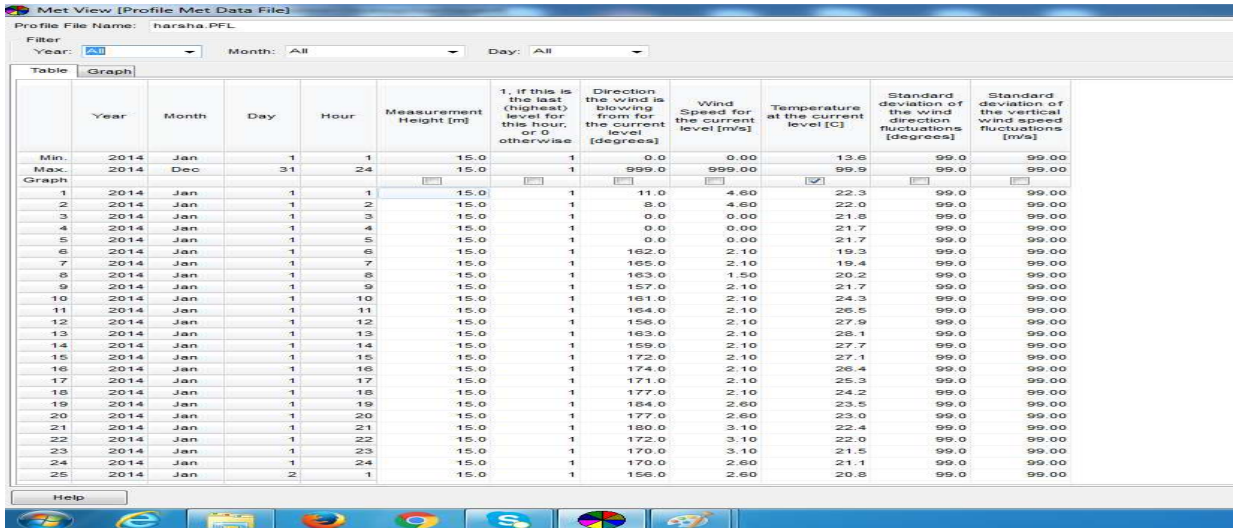 Met View [Profile Met Data File]
Profile File Name: harsha.PFL
Filter
Year: All Month: All Day: All
Table Graph
Year Month Day Hour Measurement Height [m] 1, if this is the last (highest) level for this hour, or 0 otherwise Direction the wind is blowing from for the current level [degrees] Wind Speed for the current level [m/s] Temperature at the current level [C] Standard deviation of the wind direction fluctuations [degrees] Standard deviation of the vertical wind speed fluctuations [m/s]
Min. 2014 Jan 1 1 15.0 1 0.0 0.00 13.6 99.0 99.00
Max. 2014 Dec 31 24 15.0 1 999.0 999.00 99.9 99.0 99.00
Graph
1 2014 Jan 1 1 15.0 1 11.0 4.60 22.3 99.0 99.00
2 2014 Jan 1 2 15.0 1 8.0 4.60 22.0 99.0 99.00
3 2014 Jan 1 3 15.0 1 0.0 0.00 21.8 99.0 99.00
4 2014 Jan 1 4 15.0 1 0.0 0.00 21.7 99.0 99.00
5 2014 Jan 1 5 15.0 1 0.0 0.00 21.7 99.0 99.00
6 2014 Jan 1 6 15.0 1 162.0 2.10 19.3 99.0 99.00
7 2014 Jan 1 7 15.0 1 165.0 2.10 19.4 99.0 99.00
8 2014 Jan 1 8 15.0 1 163.0 1.50 20.2 99.0 99.00
9 2014 Jan 1 9 15.0 1 157.0 2.10 21.7 99.0 99.00
10 2014 Jan 1 10 15.0 1 161.0 2.10 24.3 99.0 99.00
11 2014 Jan 1 11 15.0 1 164.0 2.10 26.5 99.0 99.00
12 2014 Jan 1 12 15.0 1 156.0 2.10 27.9 99.0 99.00
13 2014 Jan 1 13 15.0 1 163.0 2.10 28.1 99.0 99.00
14 2014 Jan 1 14 15.0 1 159.0 2.10 27.7 99.0 99.00
15 2014 Jan 1 15 15.0 1 172.0 2.10 27.1 99.0 99.00
16 2014 Jan 1 16 15.0 1 174.0 2.10 26.4 99.0 99.00
17 2014 Jan 1 17 15.0 1 171.0 2.10 25.3 99.0 99.00
18 2014 Jan 1 18 15.0 1 177.0 2.10 24.2 99.0 99.00
19 2014 Jan 1 19 15.0 1 184.0 2.60 23.5 99.0 99.00
20 2014 Jan 1 20 15.0 1 177.0 2.60 23.0 99.0 99.00
21 2014 Jan 1 21 15.0 1 180.0 3.10 22.4 99.0 99.00
22 2014 Jan 1 22 15.0 1 172.0 3.10 22.0 99.0 99.00
23 2014 Jan 1 23 15.0 1 170.0 3.10 21.5 99.0 99.00
24 2014 Jan 1 24 15.0 1 170.0 2.60 21.1 99.0 99.00
25 2014 Jan 2 1 15.0 1 156.0 2.60 20.8 99.0 99.00
Help